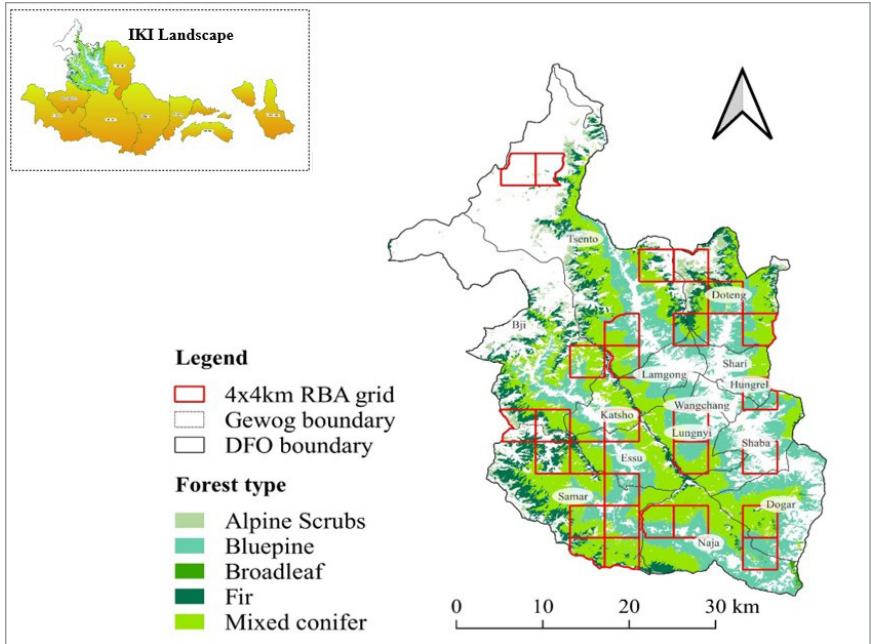 IKI Landscape
Tsento
Doteng
Bji
Shari
Lamgong
Hungrel
Wangchang
Katsho
Lungnyi
Shaba
Essu
Samar
Dogar
Naja
Legend
4x4km RBA grid
Gewog boundary
DFO boundary
Forest type
Alpine Scrubs
Bluepine
Broadleaf
Fir
Mixed conifer
0 10 20 30 km